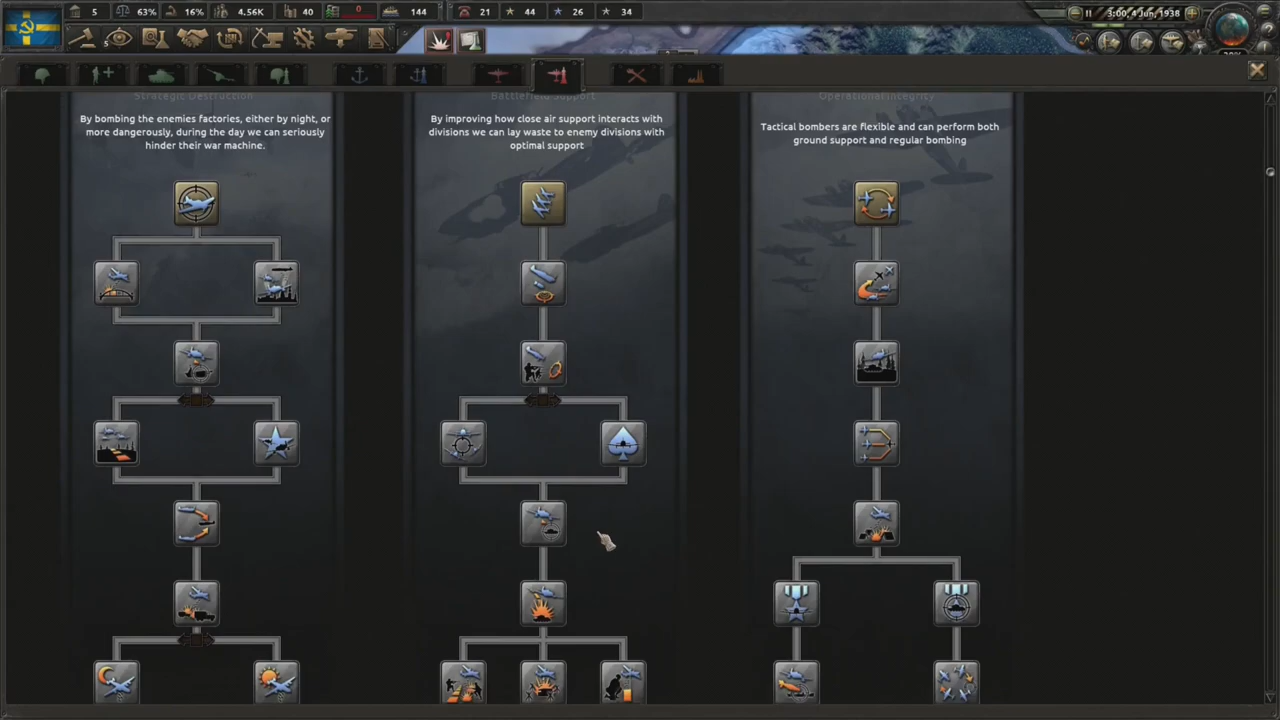 5 63% 16% 4.56K 40 0 144 21 44 26 34 3:00, 4 Jun, 1938
5
Strategic Destruction Battlefield Support Operational Integrity
By bombing the enemies factories, either by night, or
more dangerously, during the day we can seriously
hinder their war machine.
By improving how close air support interacts with
divisions we can lay waste to enemy divisions with
optimal support
Tactical bombers are flexible and can perform both
ground support and regular bombing